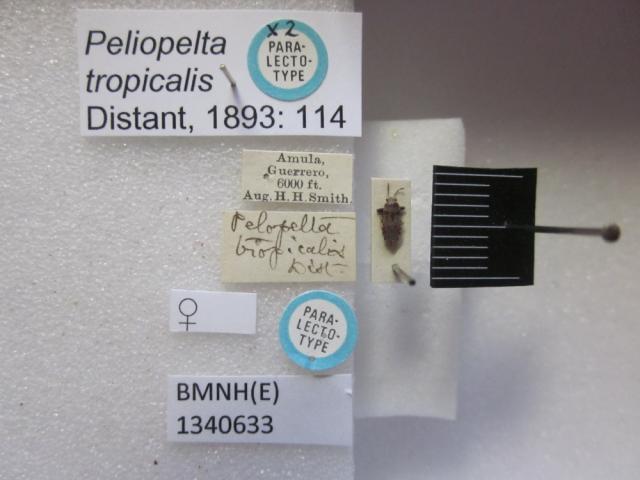 Peliopelta
tropicalis
Distant, 1893: 114
x2
PARA-
LECTO-
TYPE
Amula,
Guerrero,
6000 ft.
Aug. H. H. Smith.
Pelopelta
tropicalis
Dist.
♀
PARA-
LECTO-
TYPE
BMNH(E)
1340633